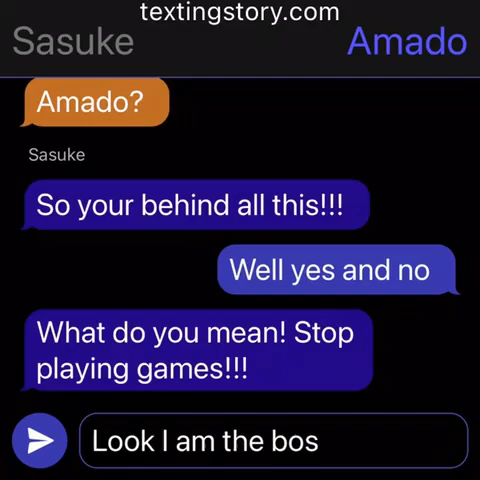 textingstory.com
Sasuke Amado
Amado?
Sasuke
So your behind all this!!!
Well yes and no
What do you mean! Stop
playing games!!!
Look I am the bos